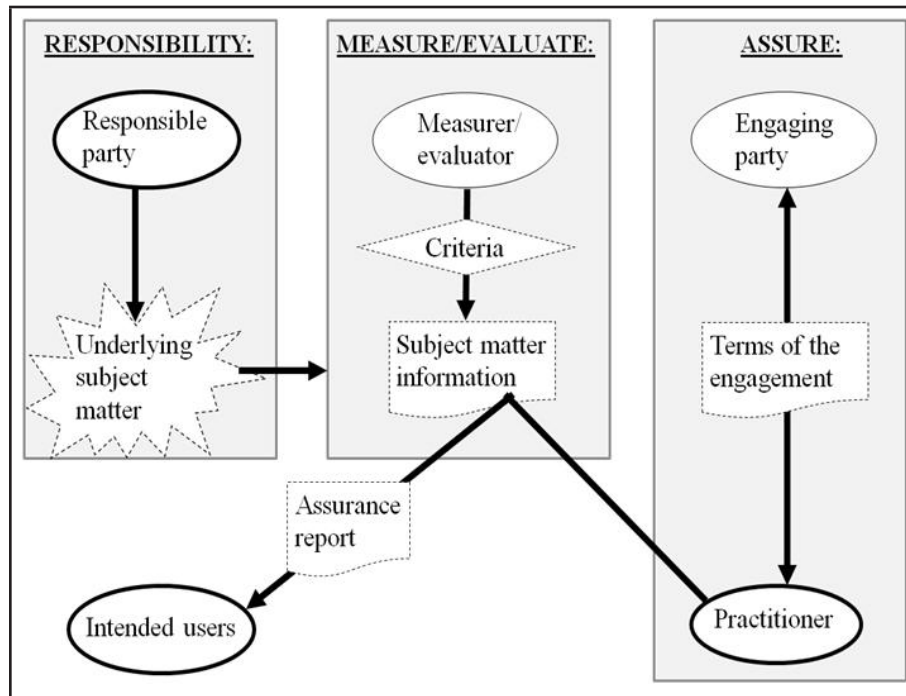 RESPONSIBILITY:
Responsible
party
Underlying
subject
matter
MEASURE/EVALUATE:
Measurer/
evaluator
Criteria
Subject matter
information
ASSURE:
Engaging
party
Terms of the
engagement
Practitioner
Assurance
report
Intended users